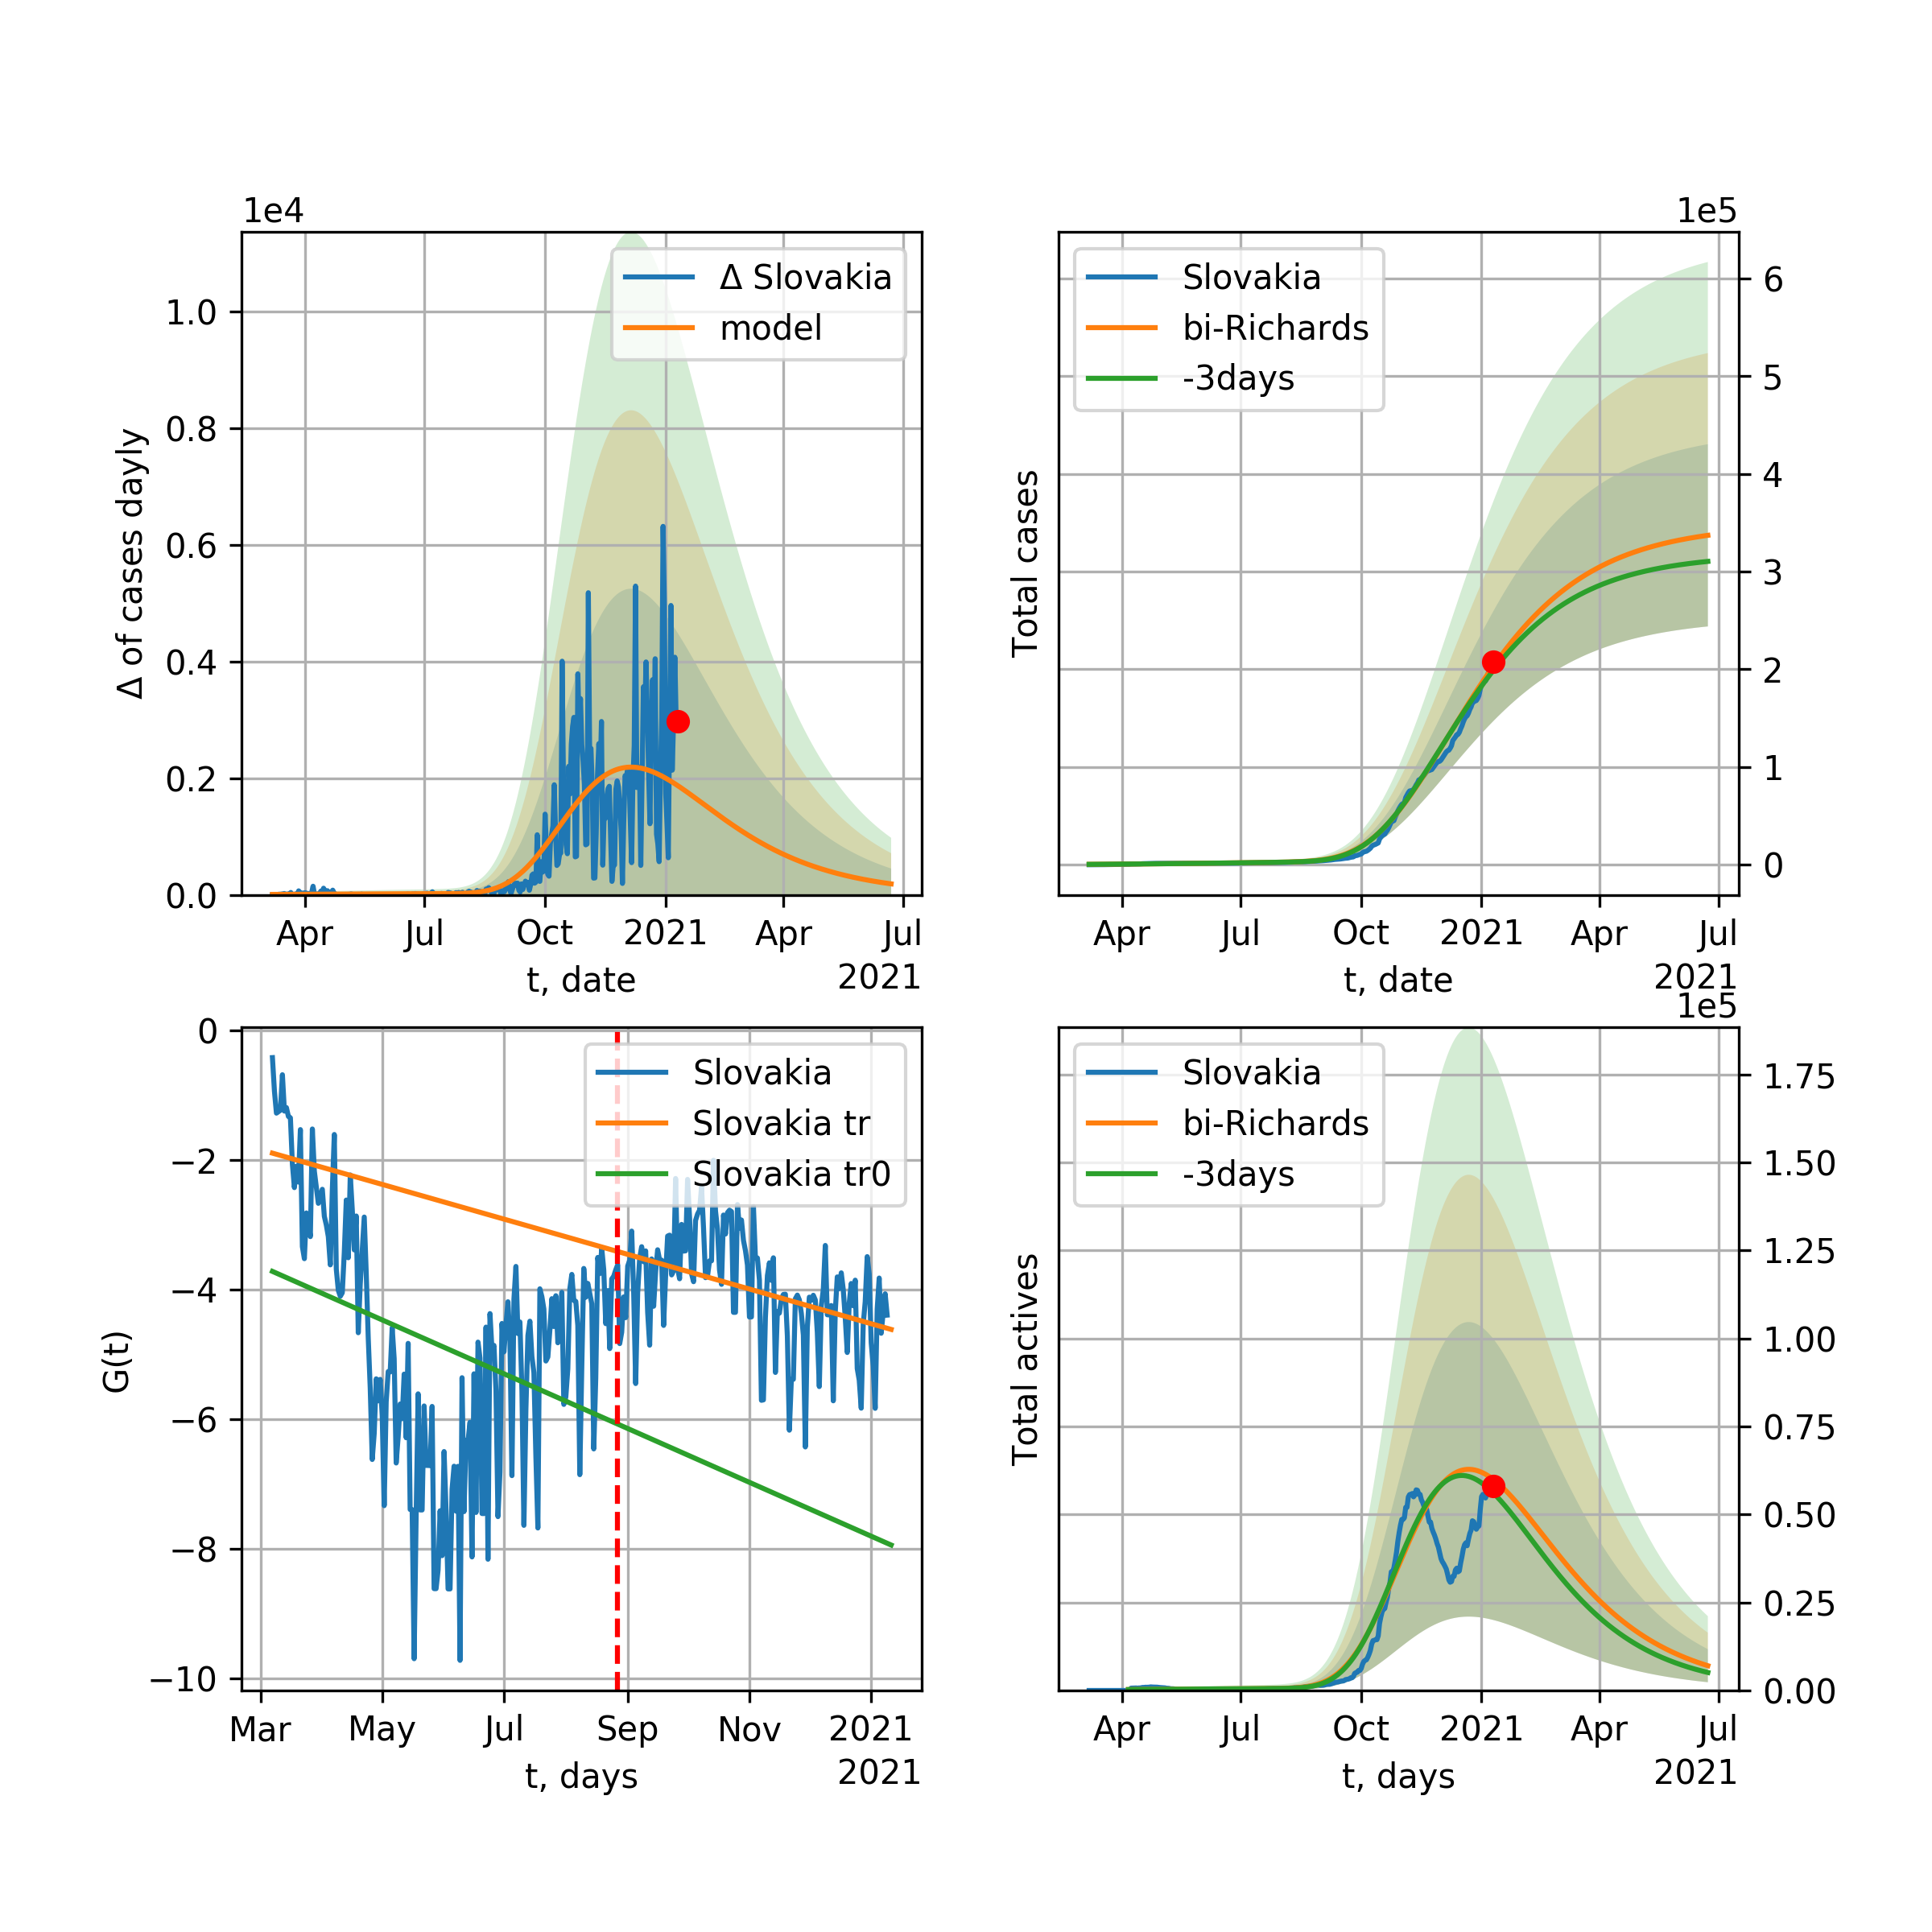 1e4
Δ of cases dayly
1.0
0.8
0.6
0.4
0.2
0.0
Δ Slovakia
model
Apr Jul Oct 2021 Apr Jul
t, date
2021
1e5
Total cases
Slovakia
bi-Richards
-3days
6
5
4
3
2
1
0
Apr Jul Oct 2021 Apr Jul
t, date
2021
G(t)
0
−2
−4
−6
−8
−10
Slovakia
Slovakia tr
Slovakia tr0
Mar May Jul Sep Nov 2021
t, days
2021
1e5
Total actives
Slovakia
bi-Richards
-3days
1.75
1.50
1.25
1.00
0.75
0.50
0.25
0.00
Apr Jul Oct 2021 Apr Jul
t, days
2021